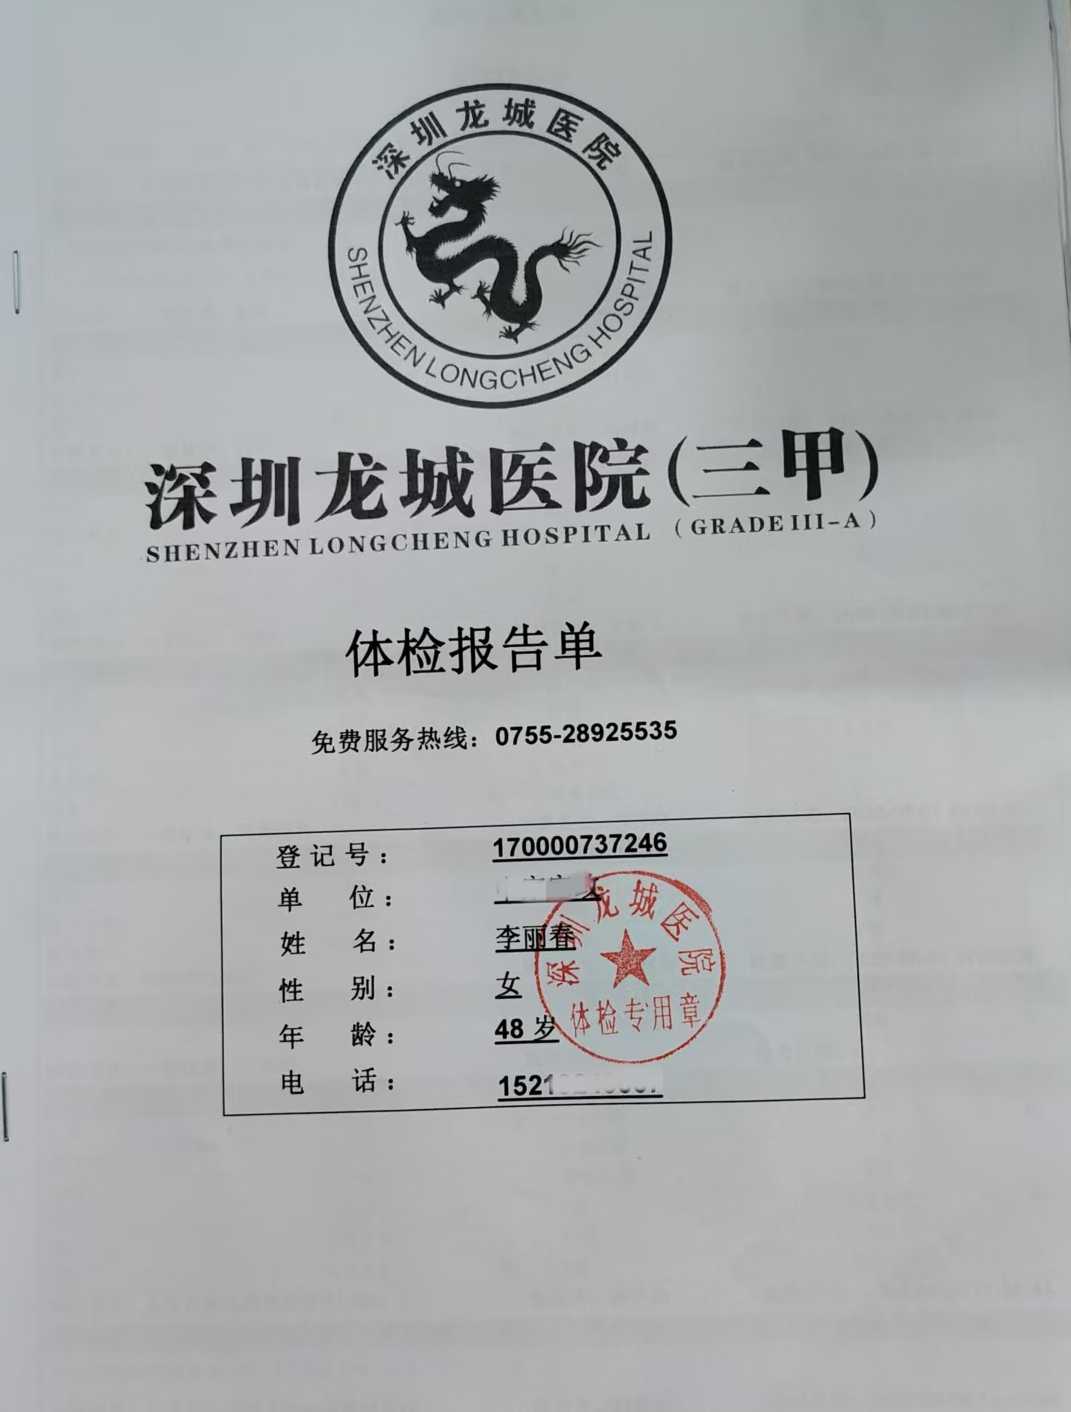 深圳龙城医院
SHENZHEN LONGCHENG HOSPITAL
深圳龙城医院(三甲)
SHENZHEN LONGCHENG HOSPITAL (GRADE III-A)
体检报告单
免费服务热线：0755-28925535
登记号：170000737246
单 位：
姓 名：李丽春
性 别：女
年 龄：48 岁
电 话：1521
深圳龙城医院
体检专用章